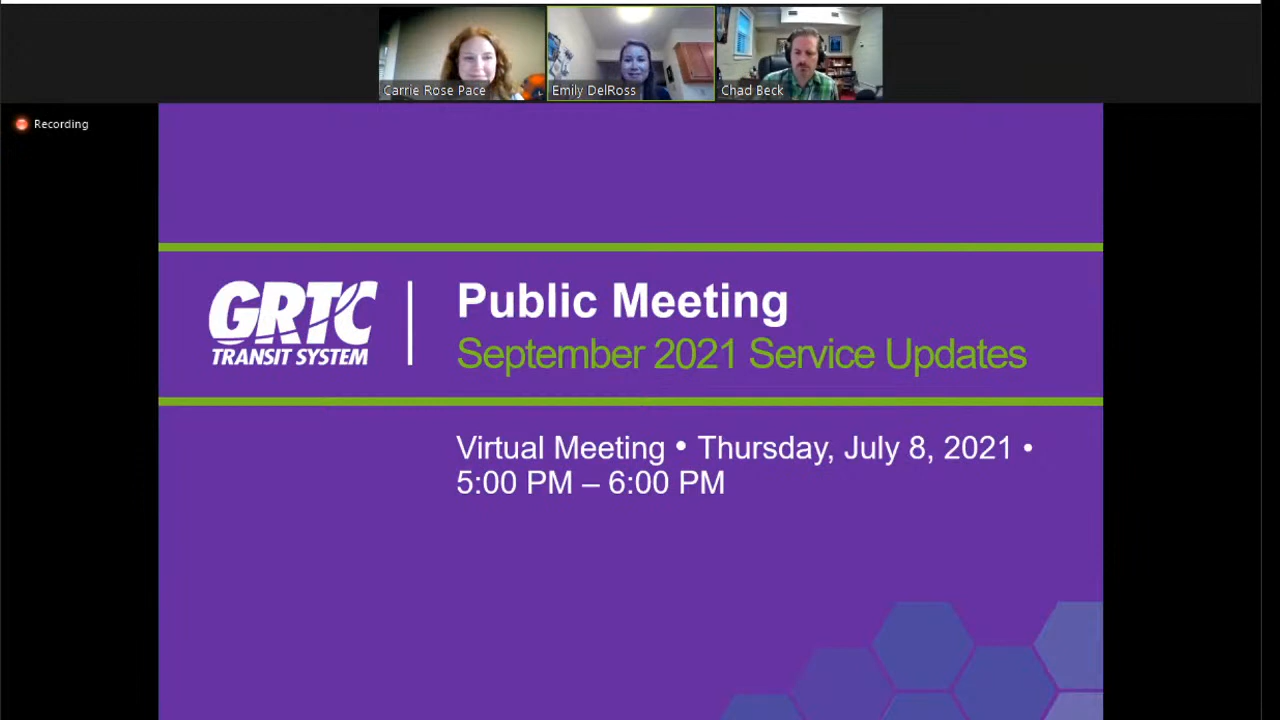 Carrie Rose Pace
Emily DelRoss
Chad Beck
Recording
GRTC
TRANSIT SYSTEM
Public Meeting
September 2021 Service Updates
Virtual Meeting • Thursday, July 8, 2021 •
5:00 PM – 6:00 PM